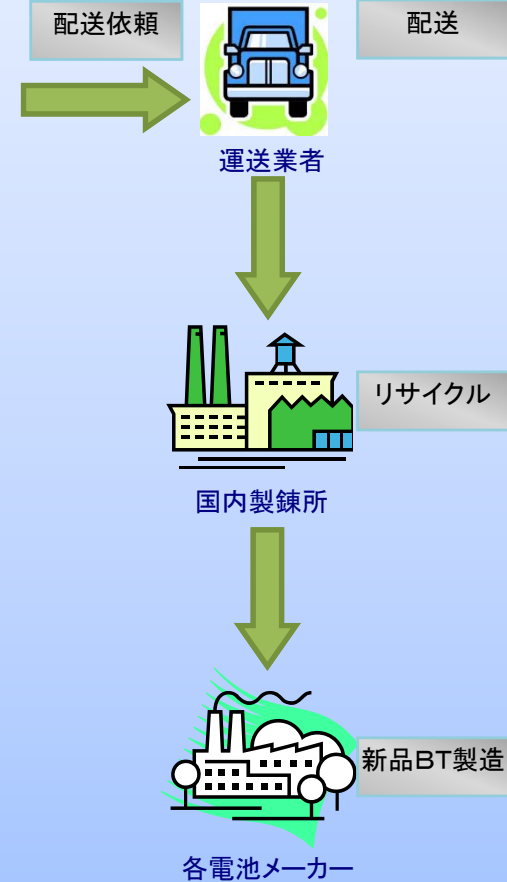 配送依頼
配送
運送業者
リサイクル
国内製錬所
新品BT製造
各電池メーカー